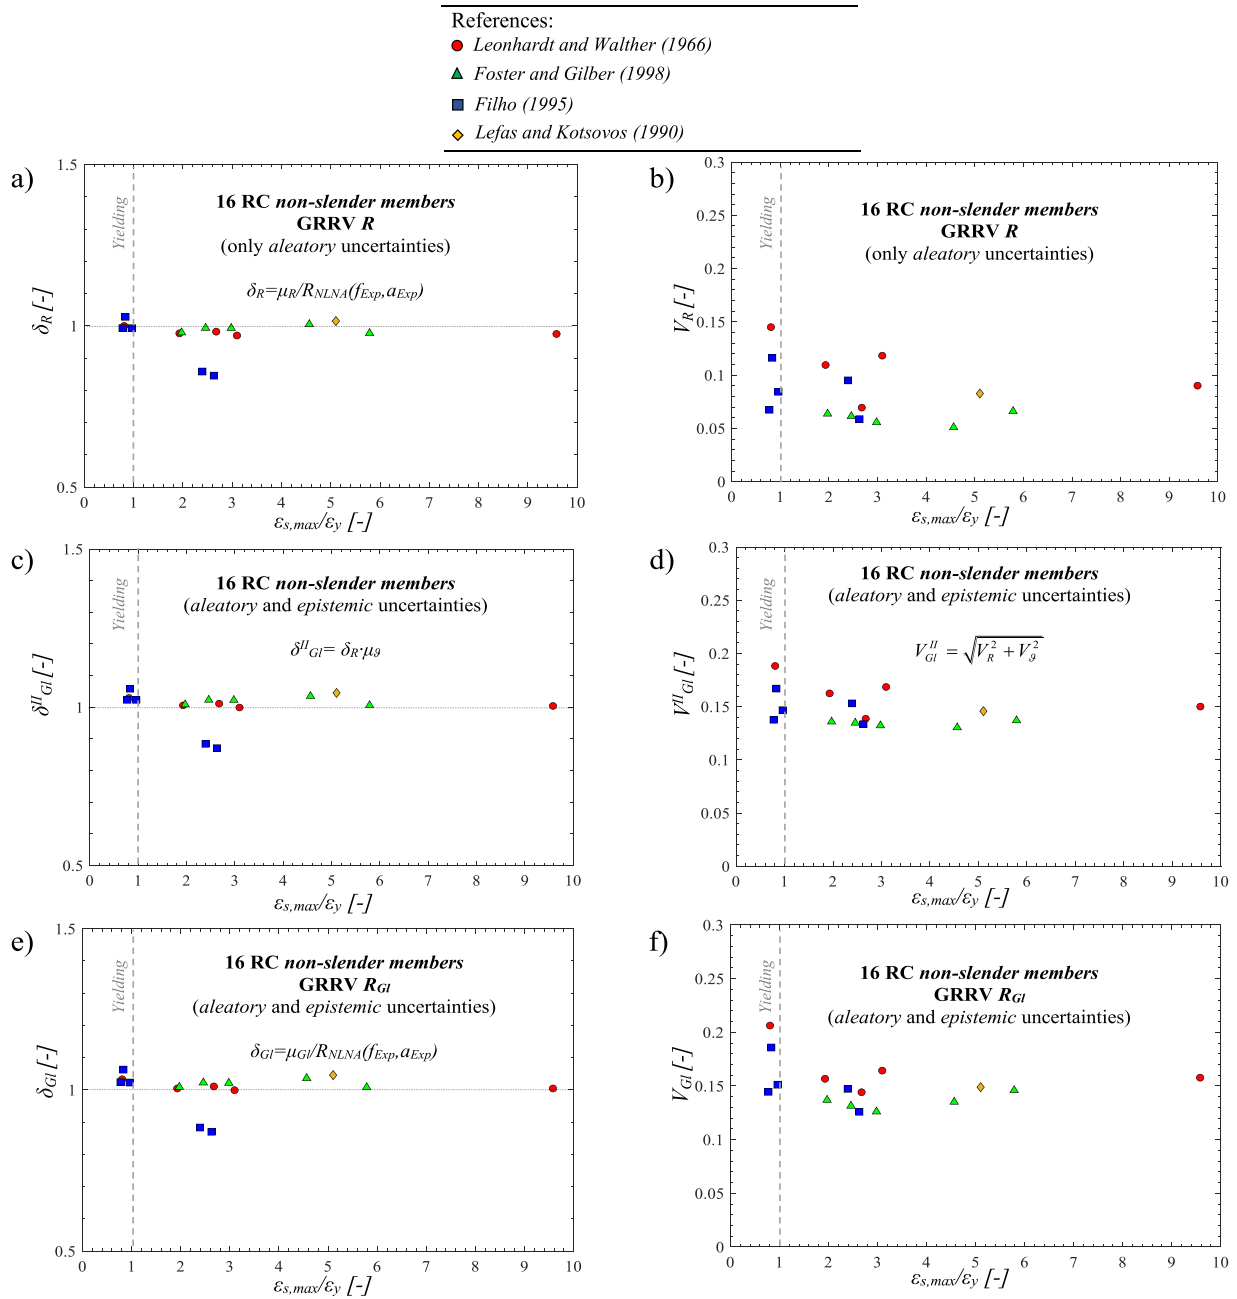 References:
Leonhardt and Walther (1966)
Foster and Gilber (1998)
Filho (1995)
Lefas and Kotsovos (1990)
a)
1.5
1
0.5
δR [-]
Yielding
16 RC non-slender members
GRRV R
(only aleatory uncertainties)
δR=μR/RNLNA(fExp,aExp)
0 1 2 3 4 5 6 7 8 9 10
εs,max/εy [-]
b)
0.3
0.25
0.2
0.15
0.1
0.05
0
VR [-]
Yielding
16 RC non-slender members
GRRV R
(only aleatory uncertainties)
0 1 2 3 4 5 6 7 8 9 10
εs,max/εy [-]
c)
1.5
1
0.5
δIIGl [-]
Yielding
16 RC non-slender members
(aleatory and epistemic uncertainties)
δIIGl= δR·μϑ
0 1 2 3 4 5 6 7 8 9 10
εs,max/εy [-]
d)
0.3
0.25
0.2
0.15
0.1
0.05
0
VIIGl [-]
Yielding
16 RC non-slender members
(aleatory and epistemic uncertainties)
VGlII = √VR2 + Vϑ2
0 1 2 3 4 5 6 7 8 9 10
εs,max/εy [-]
e)
1.5
1
0.5
δGl [-]
Yielding
16 RC non-slender members
GRRV RGl
(aleatory and epistemic uncertainties)
δGl=μGl/RNLNA(fExp,aExp)
0 1 2 3 4 5 6 7 8 9 10
εs,max/εy [-]
f)
0.3
0.25
0.2
0.15
0.1
0.05
0
VGl [-]
Yielding
16 RC non-slender members
GRRV RGl
(aleatory and epistemic uncertainties)
0 1 2 3 4 5 6 7 8 9 10
εs,max/εy [-]